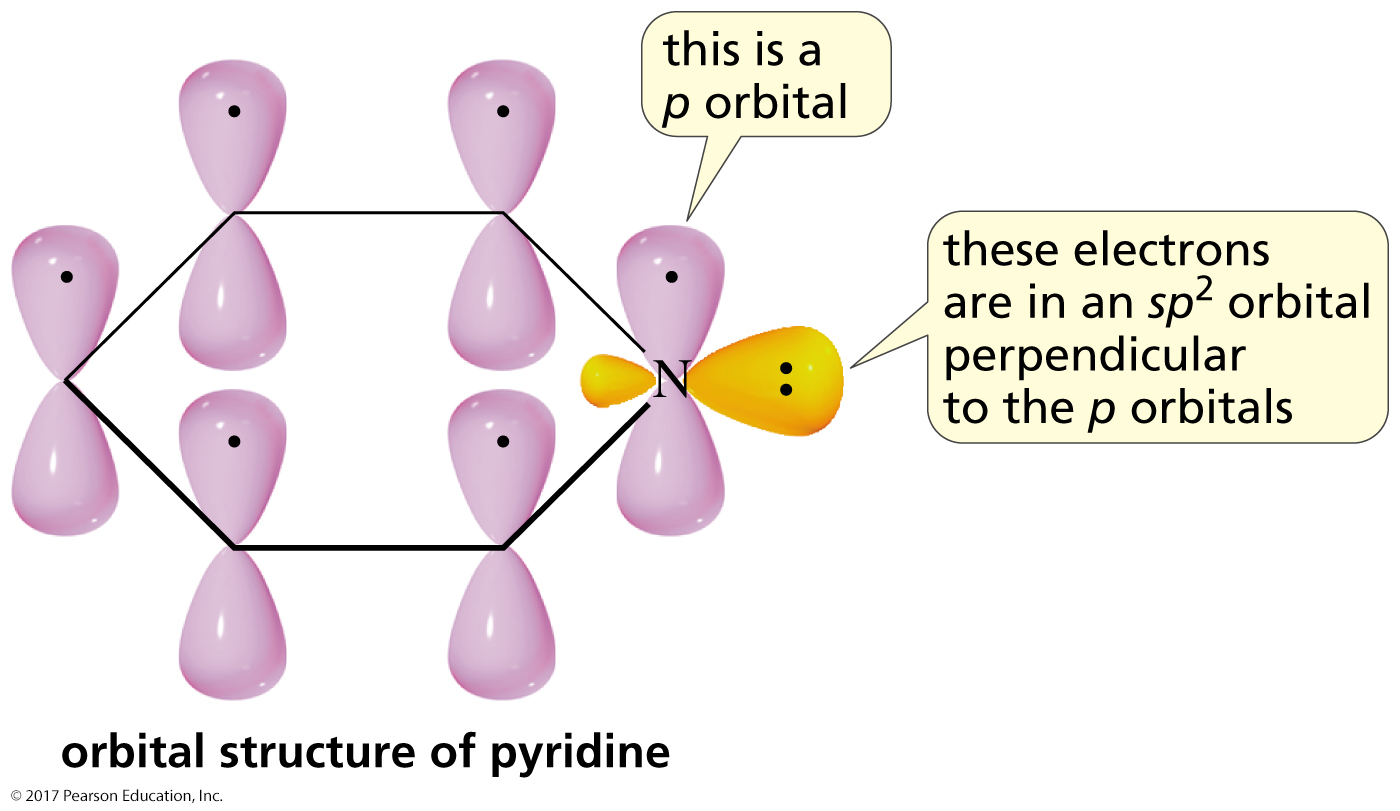 this is a
p orbital
these electrons
are in an sp² orbital
perpendicular
to the p orbitals
N
orbital structure of pyridine
© 2017 Pearson Education, Inc.